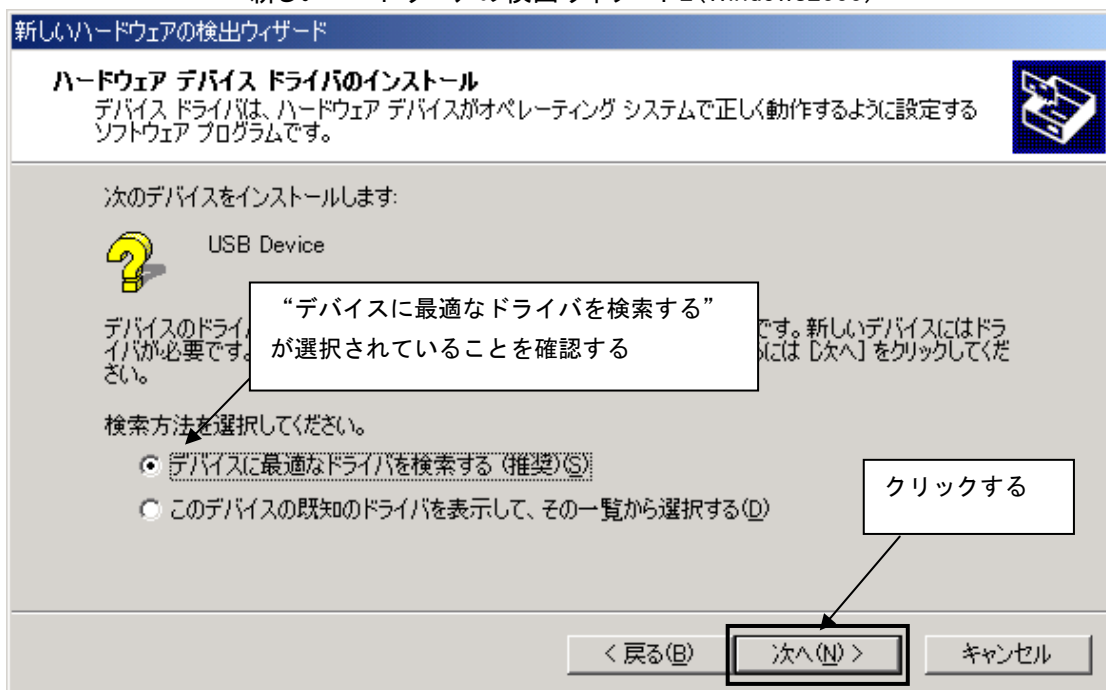 新しいハードウェアの検出ウィザード
ハードウェア デバイス ドライバのインストール
デバイス ドライバは、ハードウェア デバイスがオペレーティング システムで正しく動作するように設定する
ソフトウェア プログラムです。
次のデバイスをインストールします:
USB Device
“デバイスに最適なドライバを検索する”
が選択されていることを確認する
デバイスのドライ です。新しいデバイスにはドラ
イバが必要です。 には [次へ] をクリックしてくだ
さい。
検索方法を選択してください。
デバイスに最適なドライバを検索する (推奨)(S)
このデバイスの既知のドライバを表示して、その一覧から選択する(D)
クリックする
< 戻る(B)
次へ(N) >
キャンセル